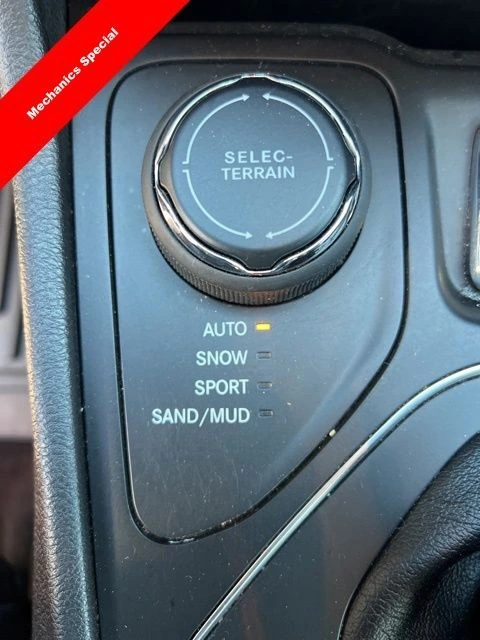 Mechanics Special
SELEC-
TERRAIN
AUTO
SNOW
SPORT
SAND/MUD